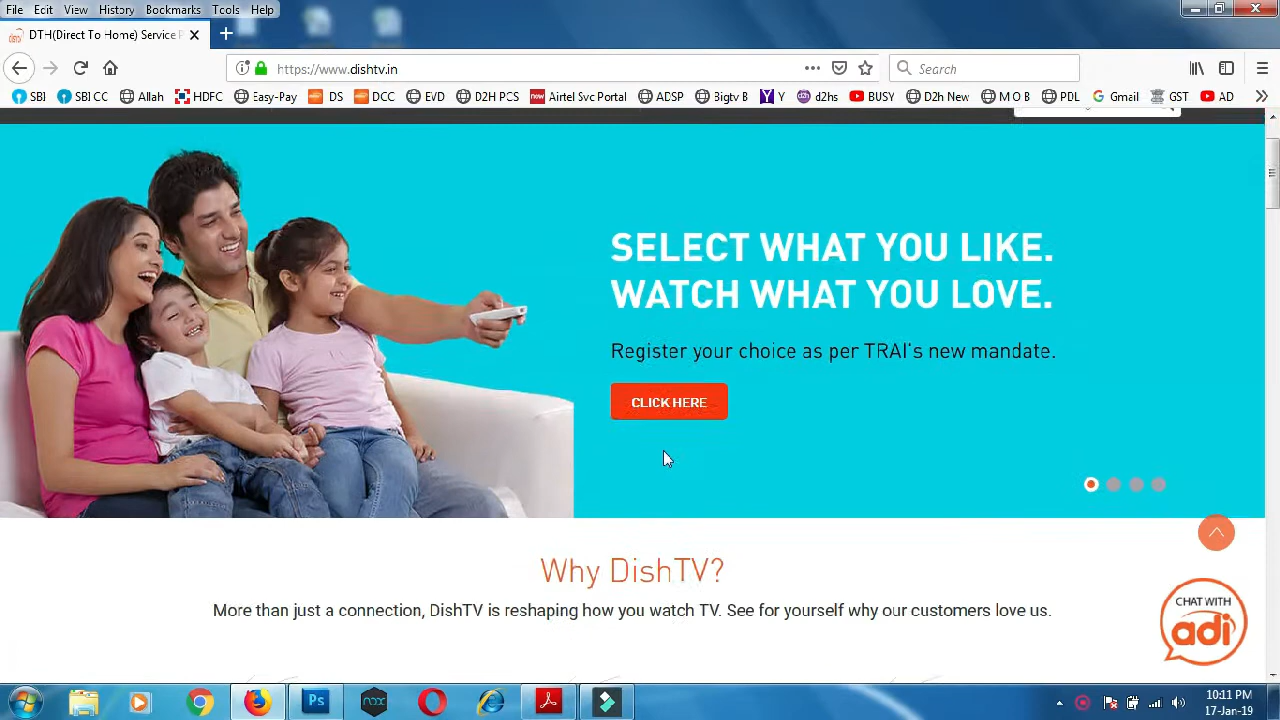 File Edit View History Bookmarks Tools Help
DTH(Direct To Home) Service
https://www.dishtv.in
Search
SBI SBI CC Allah HDFC Easy-Pay DS DCC EVD D2H PCS Airtel Svc Portal ADSP Bigtv B Y d2hs BUSY D2h New M O B PDL Gmail GST AD
SELECT WHAT YOU LIKE.
WATCH WHAT YOU LOVE.
Register your choice as per TRAI's new mandate.
CLICK HERE
Why DishTV?
More than just a connection, DishTV is reshaping how you watch TV. See for yourself why our customers love us.
CHAT WITH
adi
Ps
nox
10:11 PM
17-Jan-19